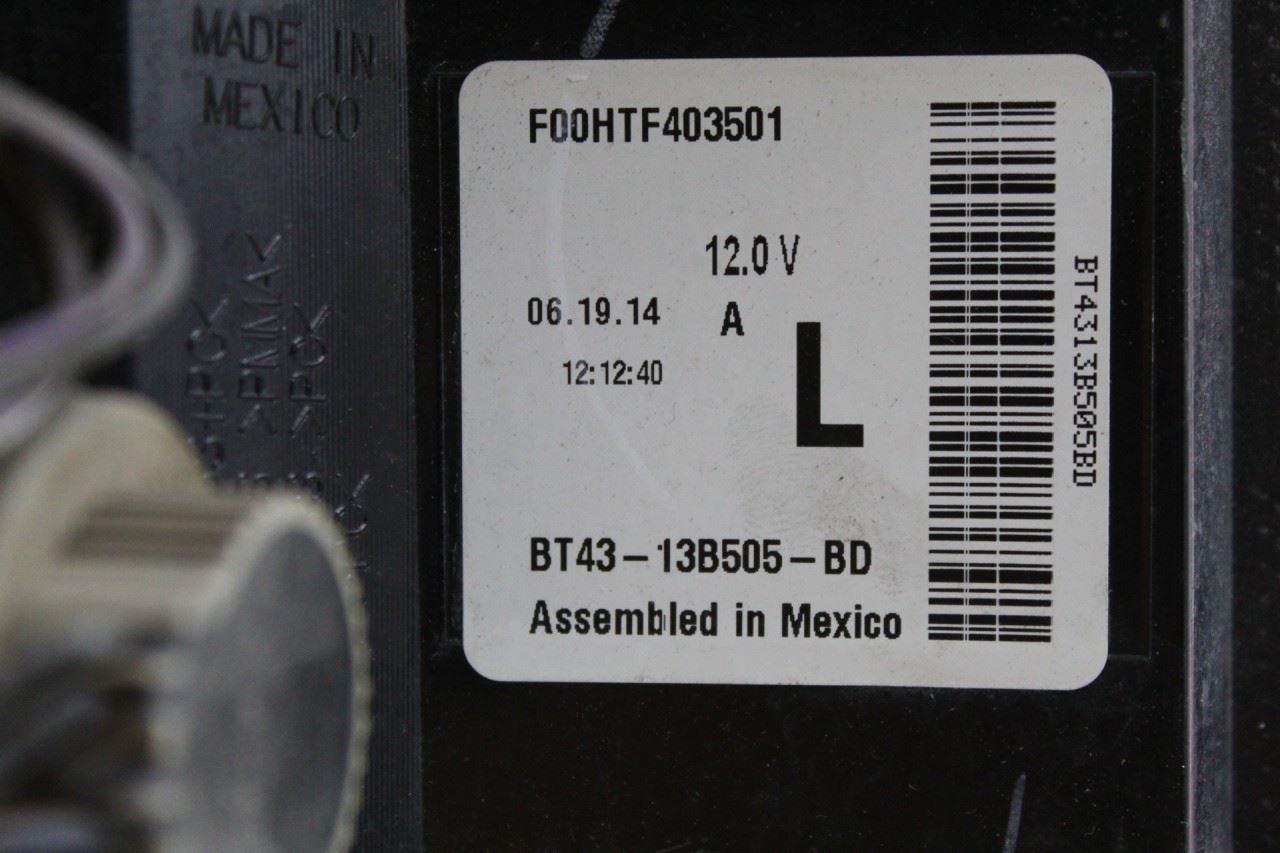 MADE IN
MEXICO
F00HTF403501
12.0 V
06.19.14
A
12:12:40
L
BT43-13B505-BD
Assembled in Mexico
BT4313B505BD
>PMMA<